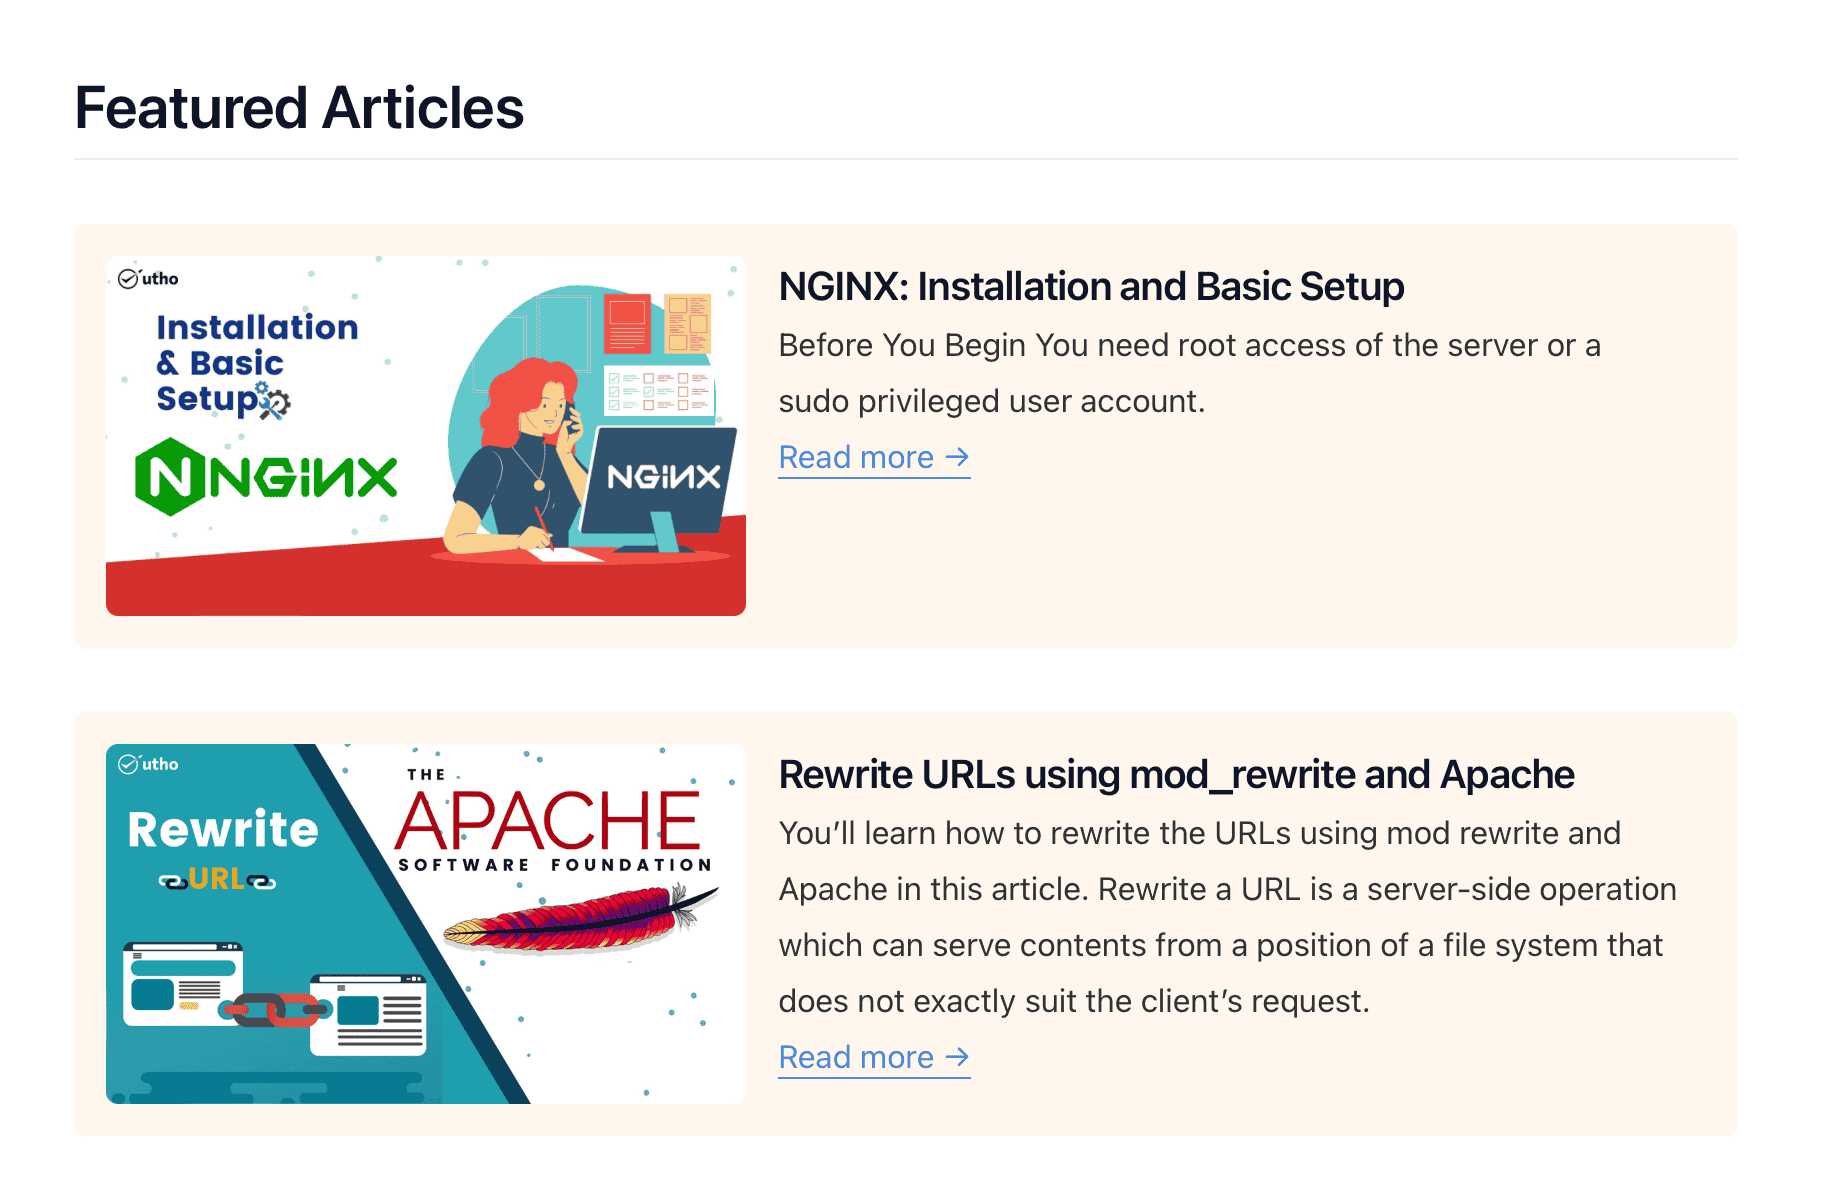 Featured Articles
utho
Installation
& Basic
Setup
NGiNX
NGiNX
NGINX: Installation and Basic Setup
Before You Begin You need root access of the server or a
sudo privileged user account.
Read more →
utho
Rewrite
URL
THE
APACHE
SOFTWARE FOUNDATION
Rewrite URLs using mod_rewrite and Apache
You’ll learn how to rewrite the URLs using mod rewrite and
Apache in this article. Rewrite a URL is a server-side operation
which can serve contents from a position of a file system that
does not exactly suit the client’s request.
Read more →